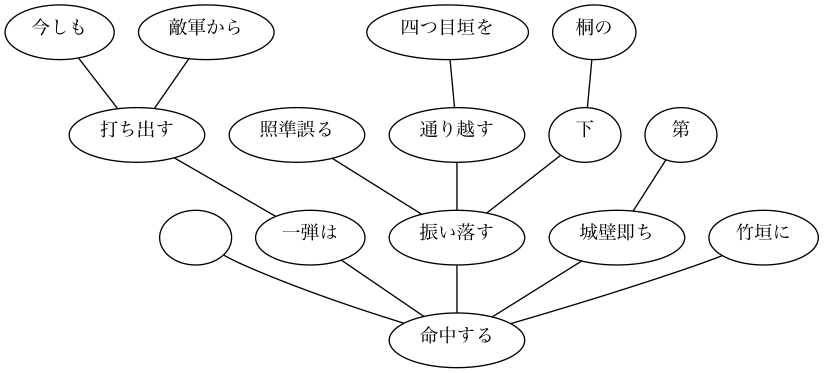 今しも
敵軍から
四つ目垣を
桐の
打ち出す
照準誤る
通り越す
下
第
一弾は
振い落す
城壁即ち
竹垣に
命中する